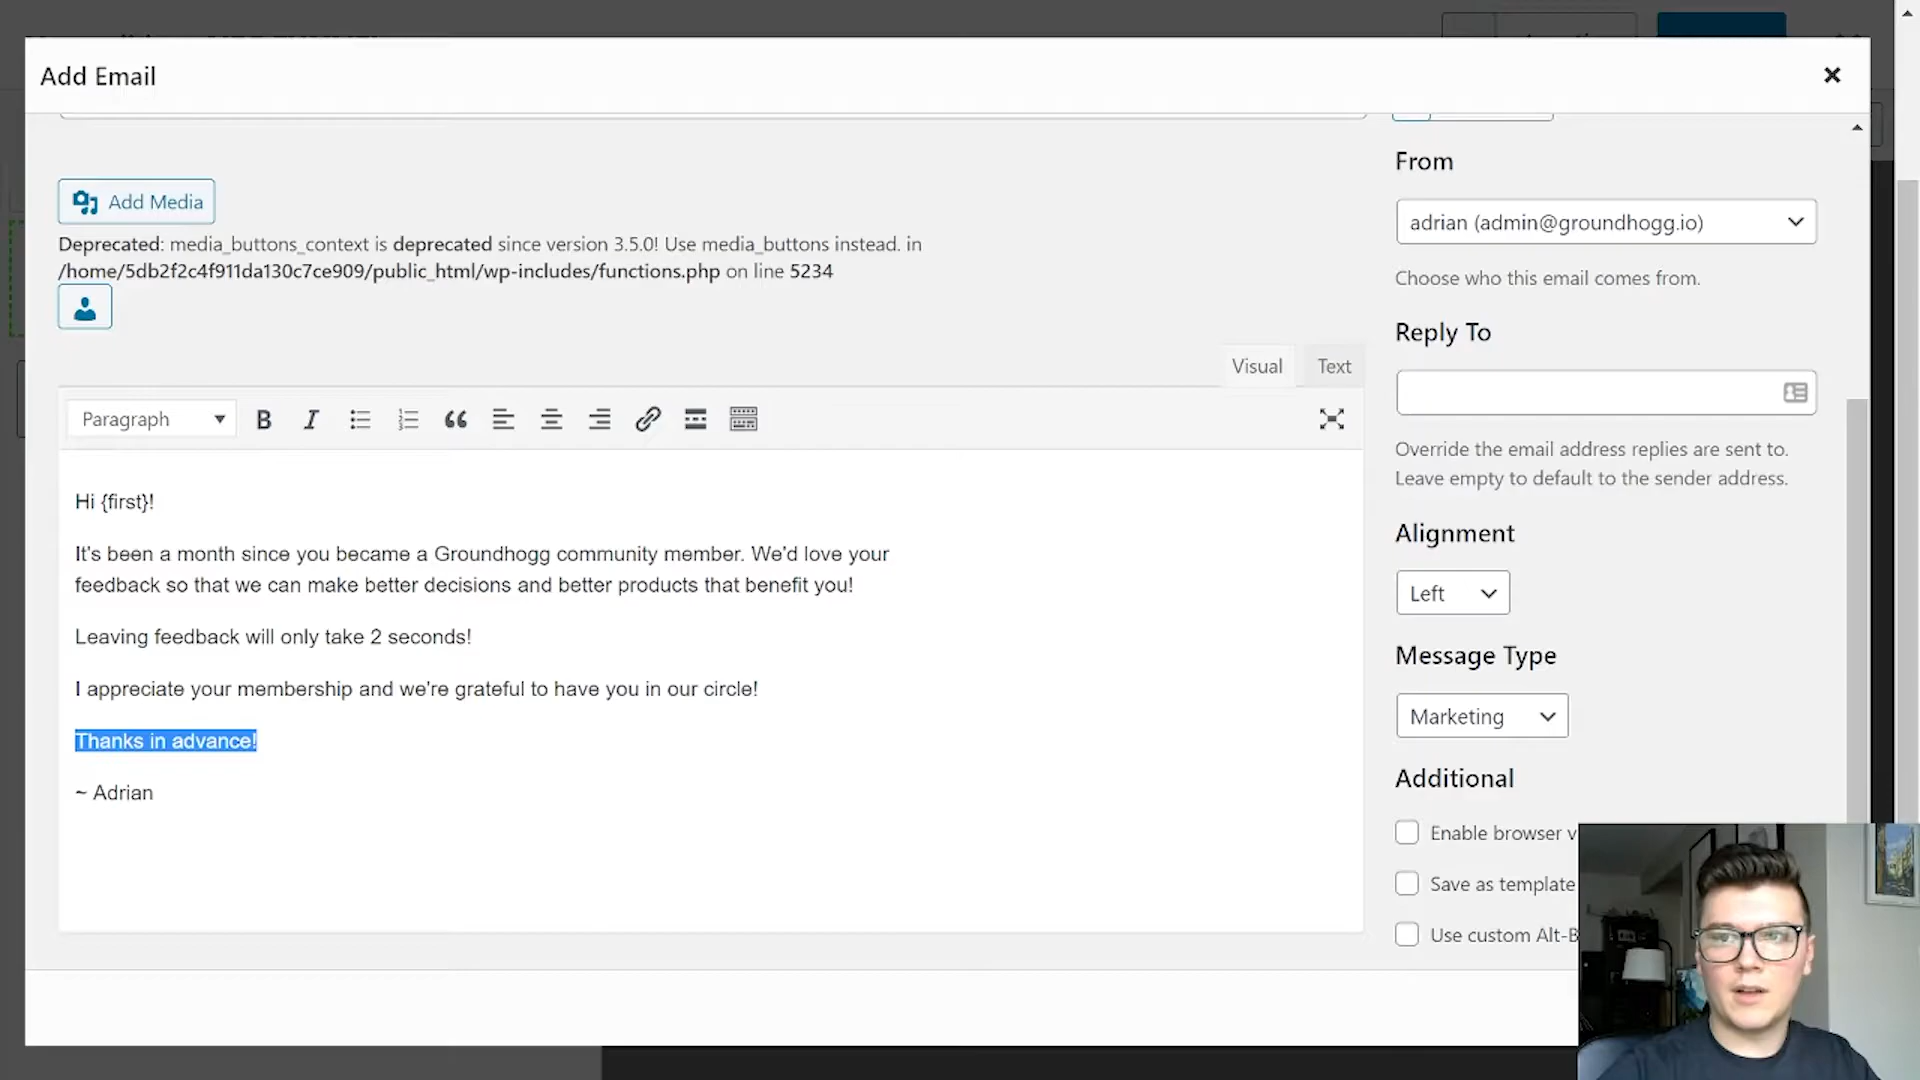 Add Email
Add Media
Deprecated: media_buttons_context is deprecated since version 3.5.0! Use media_buttons instead. in
/home/5db2f2c4f911da130c7ce909/public_html/wp-includes/functions.php on line 5234
Visual
Text
Paragraph
Hi {first}!
It's been a month since you became a Groundhogg community member. We'd love your
feedback so that we can make better decisions and better products that benefit you!
Leaving feedback will only take 2 seconds!
I appreciate your membership and we're grateful to have you in our circle!
Thanks in advance!
~ Adrian
From
adrian (admin@groundhogg.io)
Choose who this email comes from.
Reply To
Override the email address replies are sent to.
Leave empty to default to the sender address.
Alignment
Left
Message Type
Marketing
Additional
Enable browser v
Save as template
Use custom Alt-B